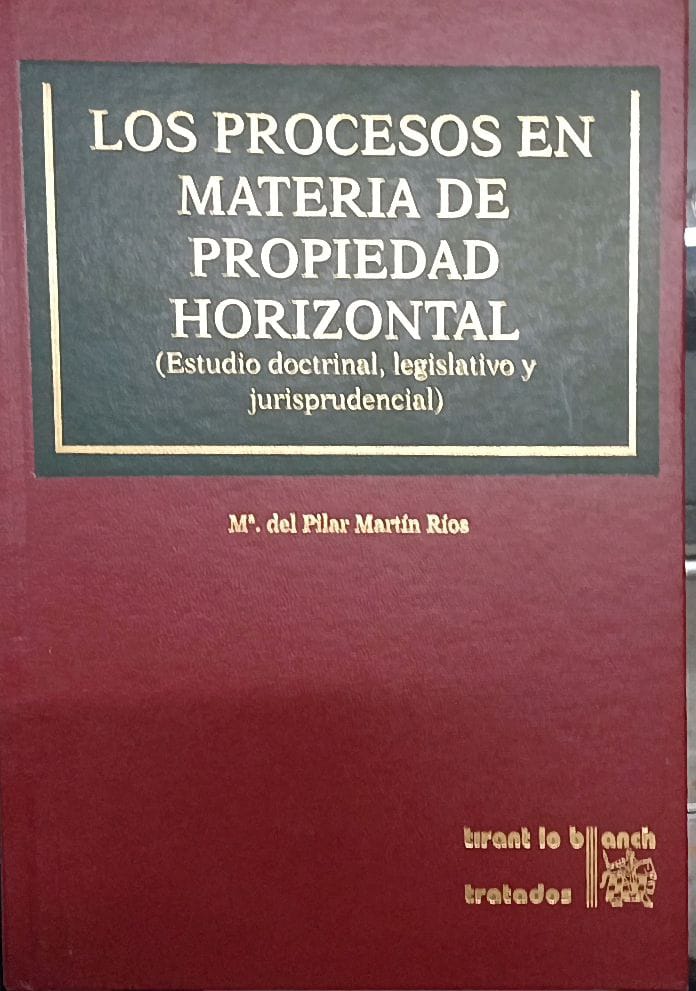 LOS PROCESOS EN
MATERIA DE
PROPIEDAD
HORIZONTAL
(Estudio doctrinal, legislativo y
jurisprudencial)
Mª. del Pilar Martín Ríos
tirant lo blanch
tratados